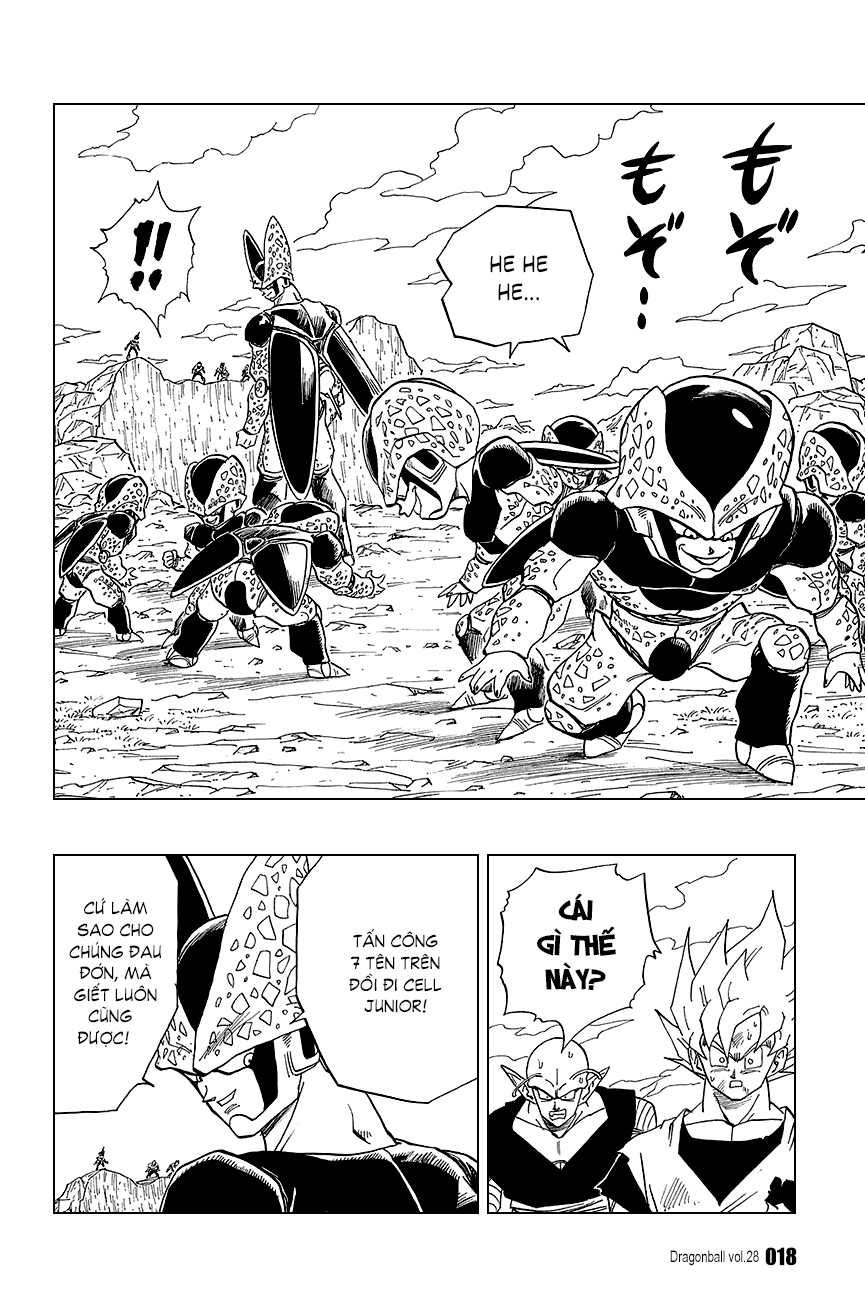 もぞ
もぞ‥
HE HE
HE...
!!
CÁI
GÌ THẾ
NÀY?
TẤN CÔNG
7 TÊN TRÊN
ĐỒI ĐI CELL
JUNIOR!
CỨ LÀM
SAO CHO
CHÚNG ĐAU
ĐỚN, MÀ
GIẾT LUÔN
CŨNG
ĐƯỢC!
Dragonball vol.28 018